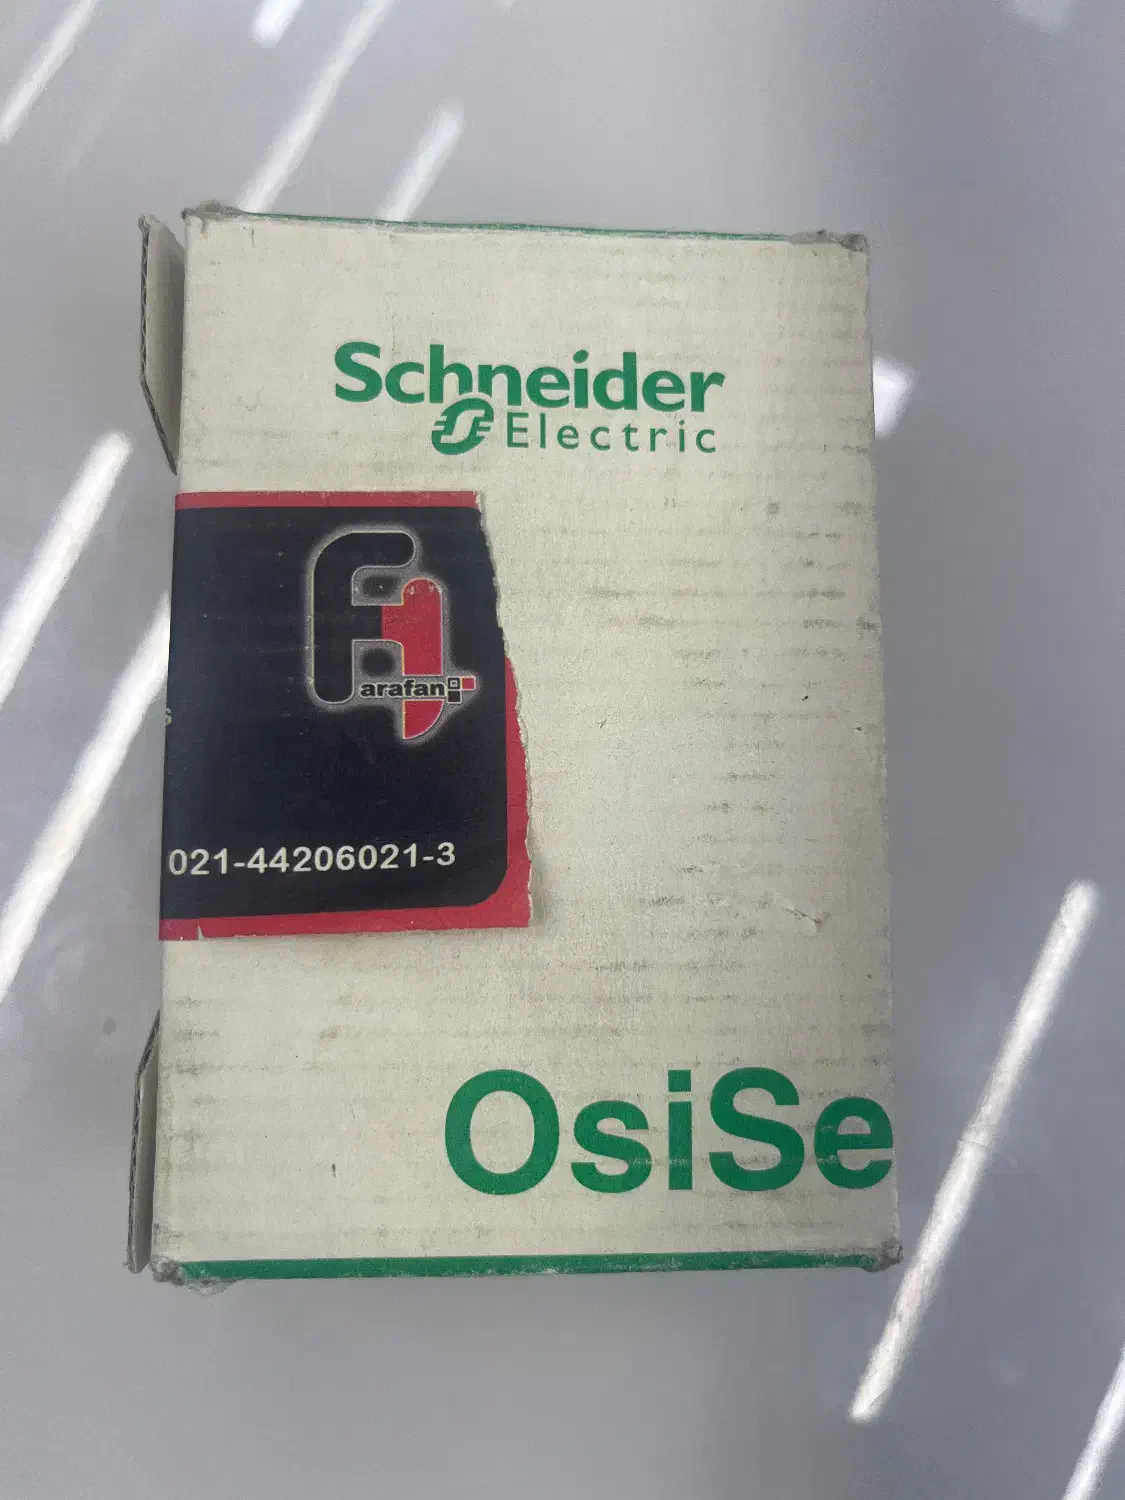 Schneider
Electric
arafan
s
021-44206021-3
OsiSe